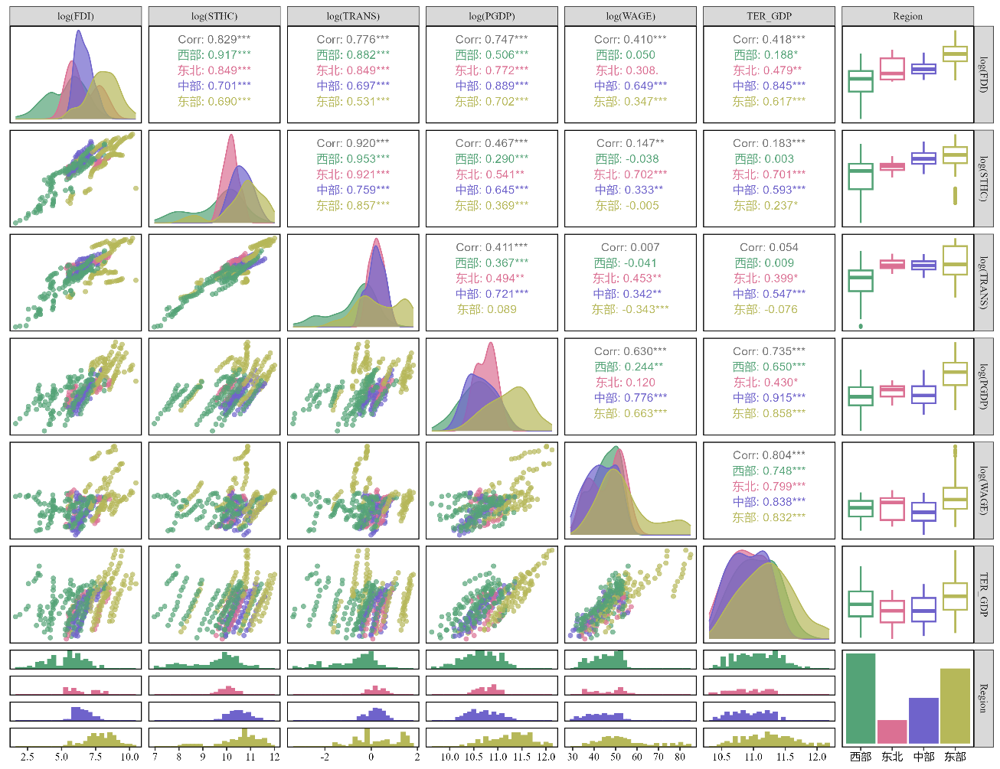 log(FDI) log(STHC) log(TRANS) log(PGDP) log(WAGE) TER_GDP Region
Corr: 0.829*** Corr: 0.776*** Corr: 0.747*** Corr: 0.410*** Corr: 0.418***
西部: 0.917*** 西部: 0.882*** 西部: 0.506*** 西部: 0.050 西部: 0.188*
东北: 0.849*** 东北: 0.849*** 东北: 0.772*** 东北: 0.308. 东北: 0.479**
中部: 0.701*** 中部: 0.697*** 中部: 0.889*** 中部: 0.649*** 中部: 0.845***
东部: 0.690*** 东部: 0.531*** 东部: 0.702*** 东部: 0.347*** 东部: 0.617***
log(FDI)
Corr: 0.920*** Corr: 0.467*** Corr: 0.147** Corr: 0.183***
西部: 0.953*** 西部: 0.290*** 西部: -0.038 西部: 0.003
东北: 0.921*** 东北: 0.541** 东北: 0.702*** 东北: 0.701***
中部: 0.759*** 中部: 0.645*** 中部: 0.333** 中部: 0.593***
东部: 0.857*** 东部: 0.369*** 东部: -0.005 东部: 0.237*
log(STHC)
Corr: 0.411*** Corr: 0.007 Corr: 0.054
西部: 0.367*** 西部: -0.041 西部: 0.009
东北: 0.494** 东北: 0.453** 东北: 0.399*
中部: 0.721*** 中部: 0.342** 中部: 0.547***
东部: 0.089 东部: -0.343*** 东部: -0.076
log(TRANS)
Corr: 0.630*** Corr: 0.735***
西部: 0.244** 西部: 0.650***
东北: 0.120 东北: 0.430*
中部: 0.776*** 中部: 0.915***
东部: 0.663*** 东部: 0.858***
log(PGDP)
Corr: 0.804***
西部: 0.748***
东北: 0.799***
中部: 0.838***
东部: 0.832***
log(WAGE)
TER_GDP
Region
2.5 5.0 7.5 10.0 7 8 9 10 11 12 -2 0 2 10.0 10.5 11.0 11.5 12.0 30 40 50 60 70 80 10.5 11.0 11.5 12.0 西部 东北 中部 东部